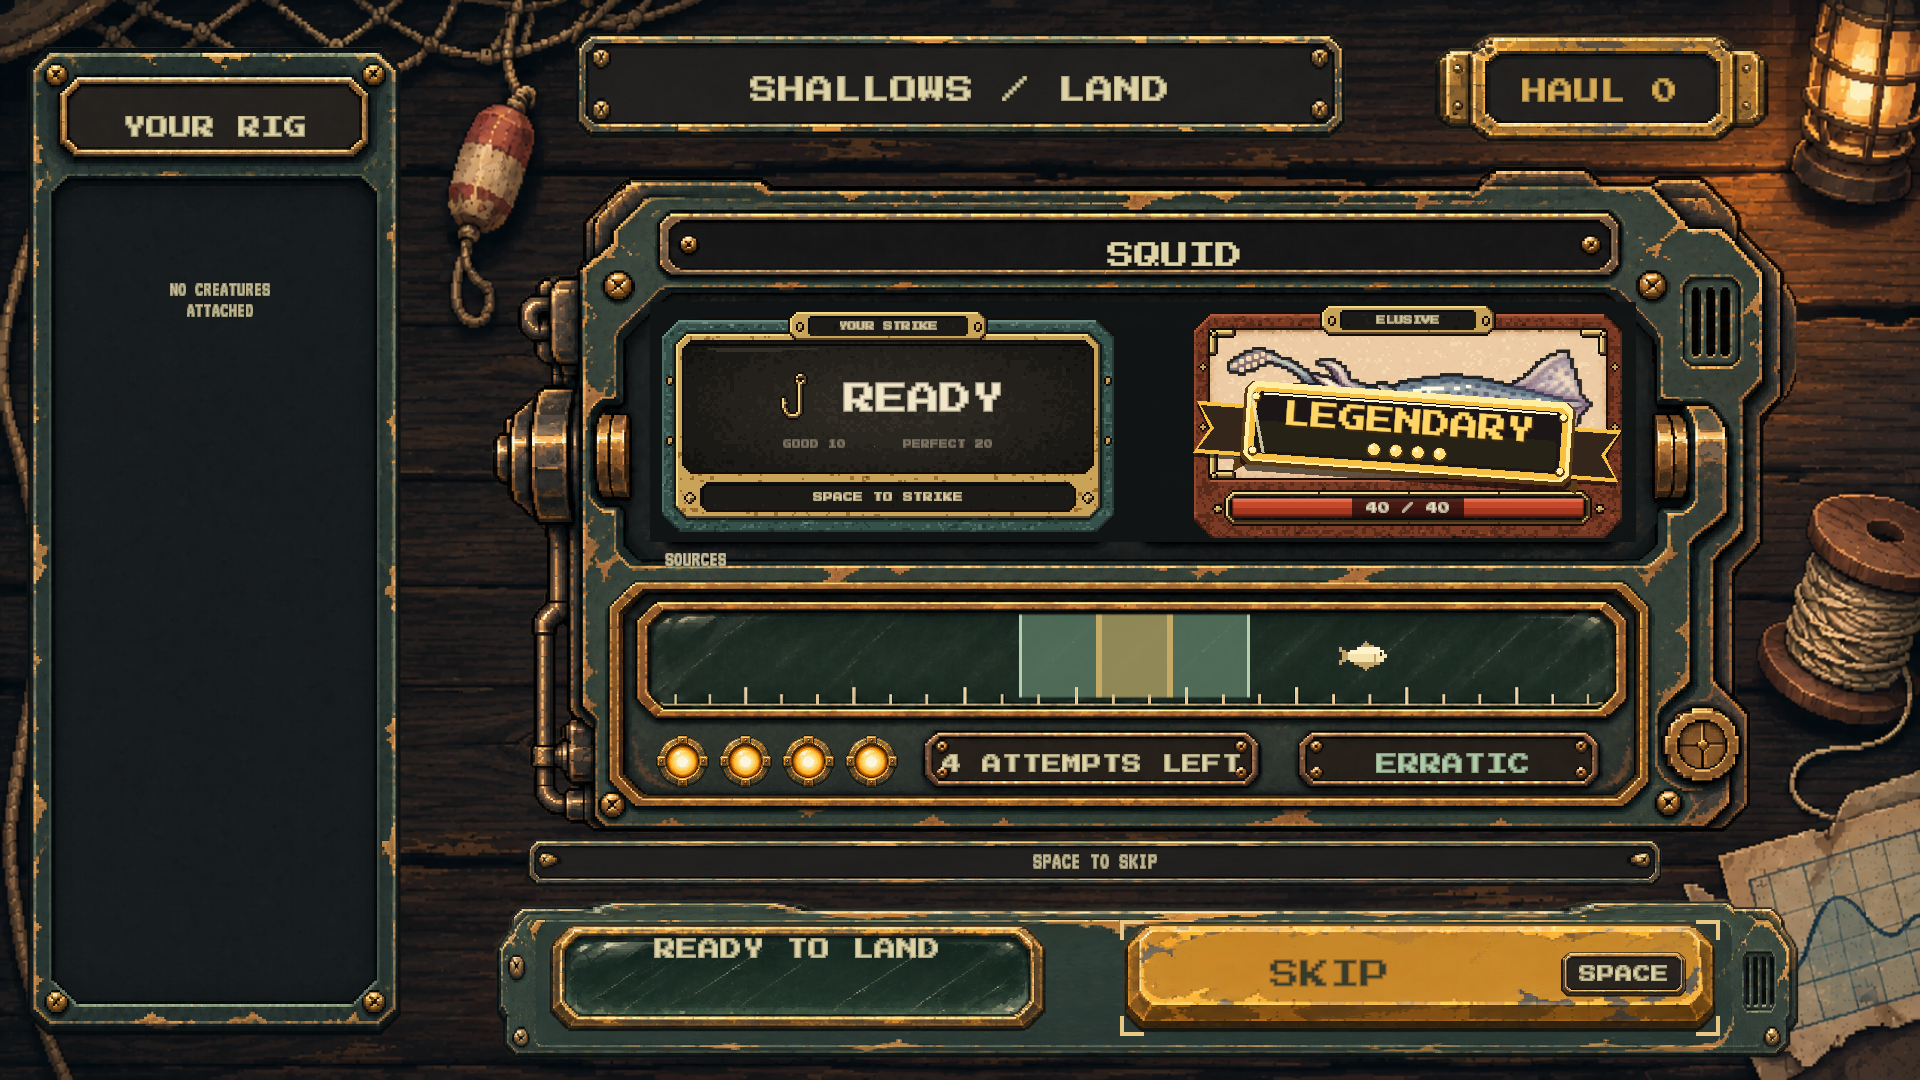 YOUR RIG
NO CREATURES
ATTACHED
SHALLOWS / LAND
HAUL 0
SQUID
YOUR STRIKE
READY
GOOD 10 PERFECT 20
SPACE TO STRIKE
ELUSIVE
LEGENDARY
40 / 40
SOURCES
4 ATTEMPTS LEFT
ERRATIC
SPACE TO SKIP
READY TO LAND
SKIP
SPACE